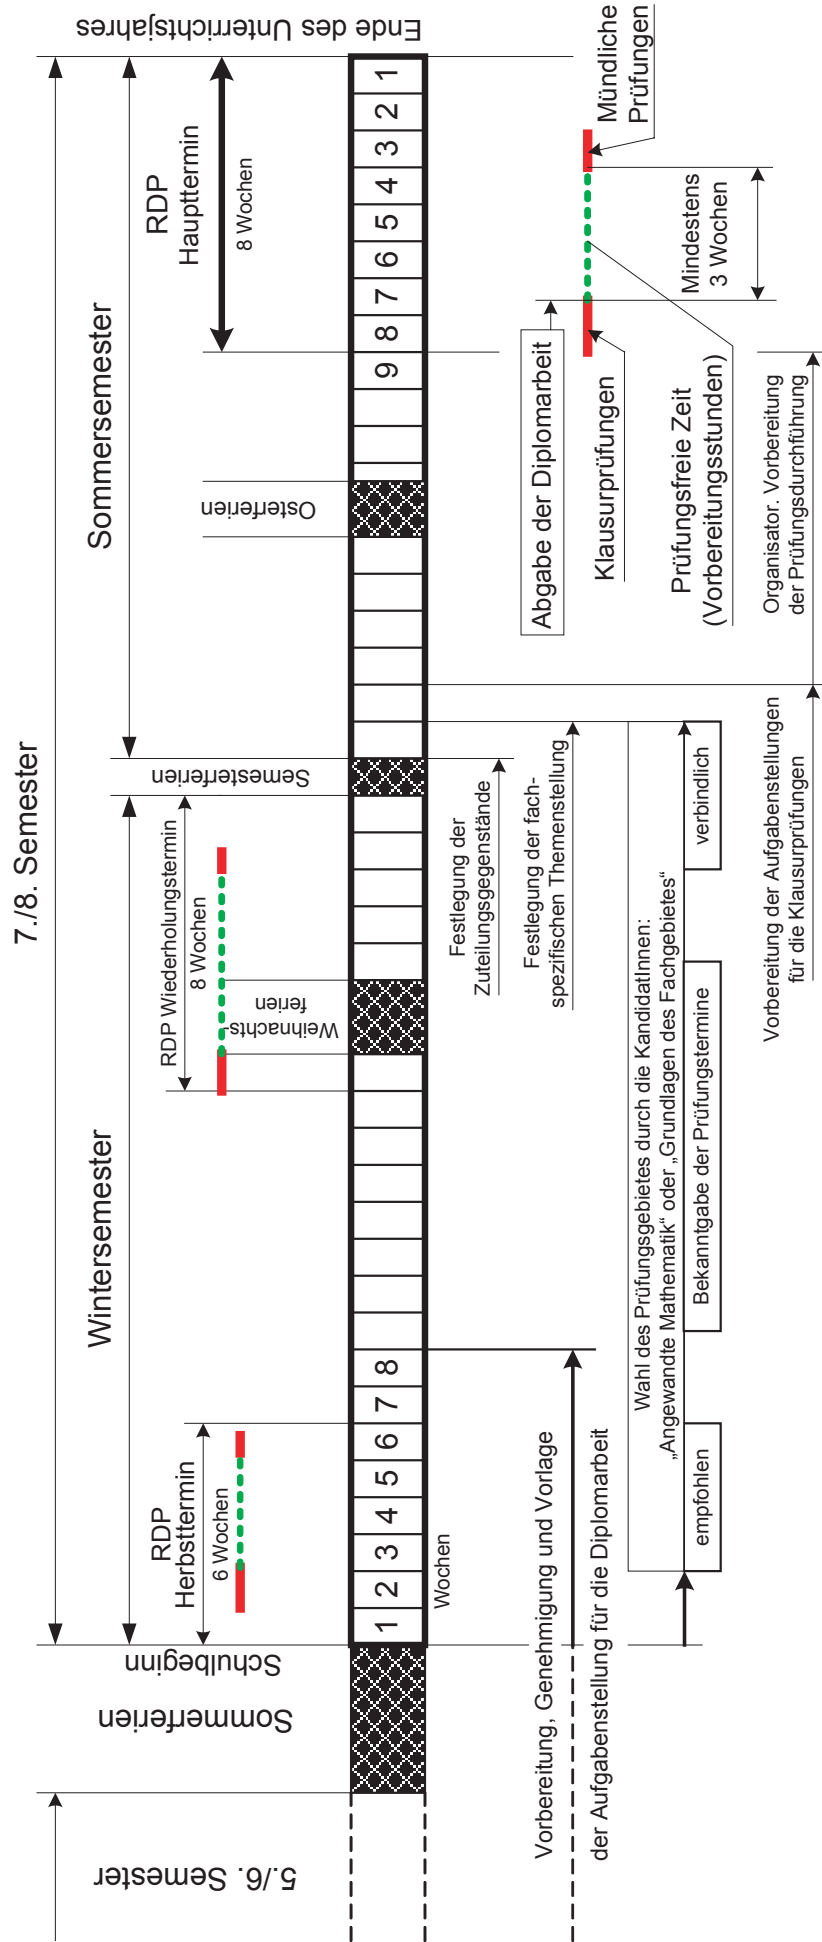 7./8. Semester
Wintersemester
Sommersemester
5./6. Semester
Sommerferien
Schulbeginn
RDP
Herbsttermin
6 Wochen
RDP Wiederholungstermin
8 Wochen
Weihnachts-
ferien
Semesterferien
Osterferien
RDP
Haupttermin
8 Wochen
Ende des Unterrichtsjahres
1 2 3 4 5 6 7 8
9 8 7 6 5 4 3 2 1
Wochen
Vorbereitung, Genehmigung und Vorlage
der Aufgabenstellung für die Diplomarbeit
Festlegung der
Zuteilungsgegenstände
Festlegung der fach-
spezifischen Themenstellung
Abgabe der Diplomarbeit
Klausurprüfungen
Prüfungsfreie Zeit
(Vorbereitungsstunden)
Mündliche
Prüfungen
Mindestens
3 Wochen
Wahl des Prüfungsgebietes durch die KandidatInnen:
„Angewandte Mathematik“ oder „Grundlagen des Fachgebietes“
empfohlen
Bekanntgabe der Prüfungstermine
verbindlich
Vorbereitung der Aufgabenstellungen
für die Klausurprüfungen
Organisator. Vorbereitung
der Prüfungsdurchführung